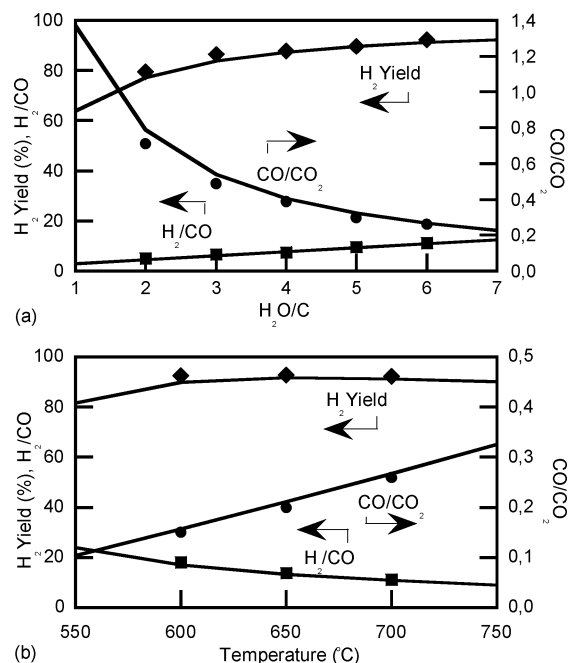 100
80
60
40
20
0
H₂ Yield (%), H₂/CO
1,4
1,2
1,0
0,8
0,6
0,4
0,2
0,0
CO/CO₂
H₂ Yield
CO/CO₂
H₂/CO
1 2 3 4 5 6 7
H₂O/C
(a)
100
80
60
40
20
0
H₂ Yield (%), H₂/CO
0,5
0,4
0,3
0,2
0,1
0,0
CO/CO₂
H₂ Yield
CO/CO₂
H₂/CO
550 600 650 700 750
Temperature (°C)
(b)